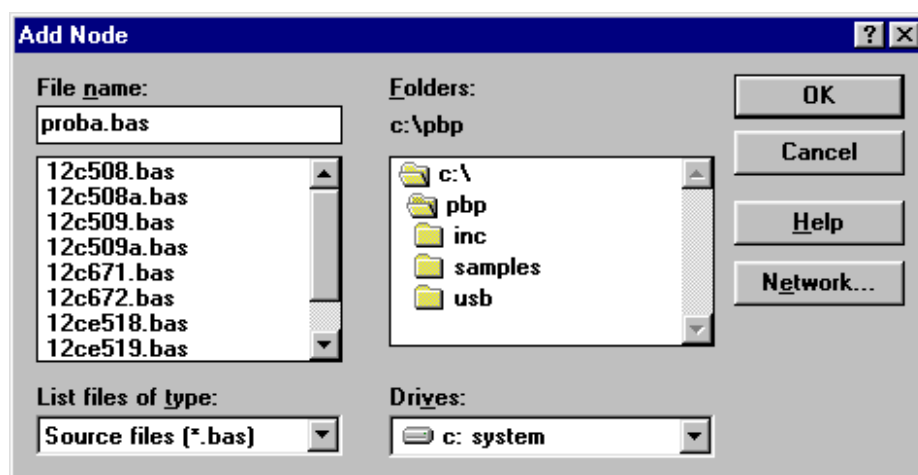 Add Node
File name:
proba.bas
12c508.bas
12c508a.bas
12c509.bas
12c509a.bas
12c671.bas
12c672.bas
12ce518.bas
12ce519.bas
List files of type:
Source files (*.bas)
Folders:
c:\pbp
c:\
pbp
inc
samples
usb
Drives:
c: system
OK
Cancel
Help
Network...